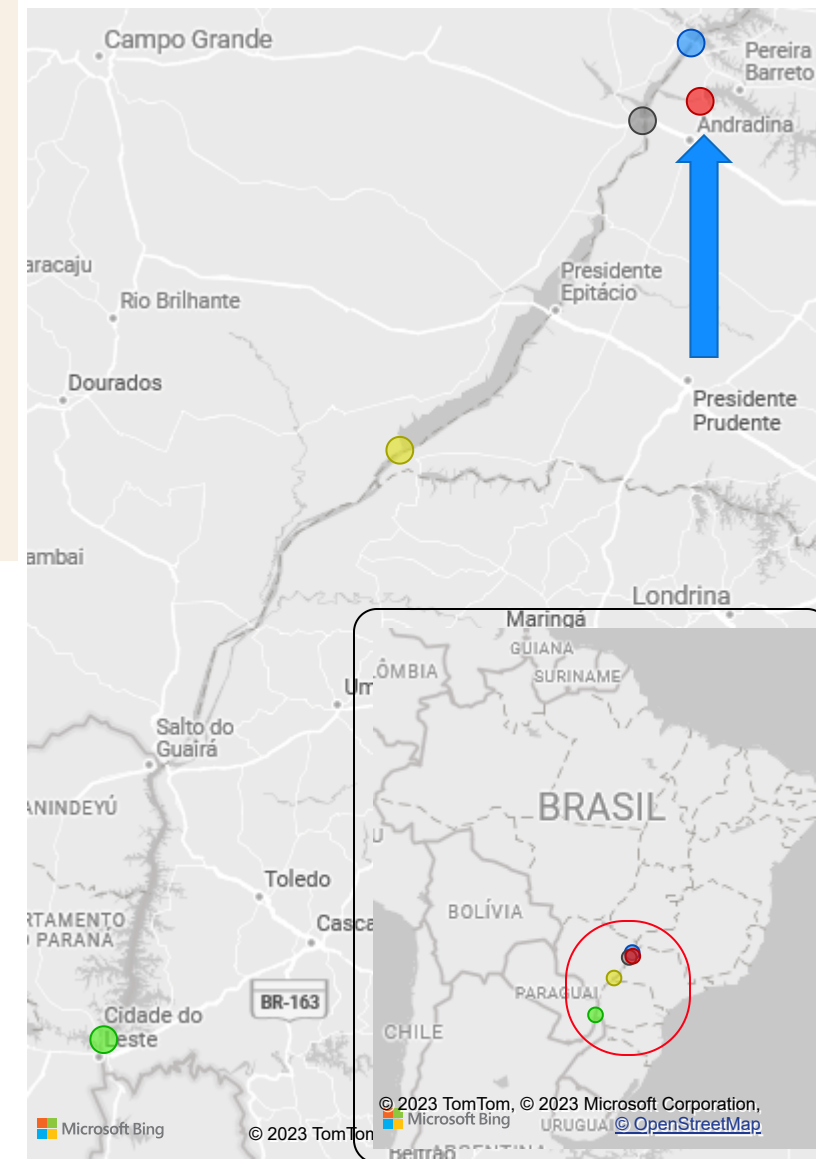 Campo Grande
Pereira
Barreto
Andradina
aracaju
Presidente
Epitácio
Rio Brilhante
Dourados
Presidente
Prudente
ambai
Londrina
Maringá
Um
Salto do
Guairá
ANINDEYÚ
Toledo
RTAMENTO
PARANÁ
Casca
BR-163
Cidade do
Leste
Microsoft Bing
© 2023 TomTom
GUIANA
ÔMBIA
SURINAME
BRASIL
U
BOLÍVIA
PARAGUAI
CHILE
© 2023 TomTom, © 2023 Microsoft Corporation,
Microsoft Bing
URUGUAI
© OpenStreetMap
Beltrão